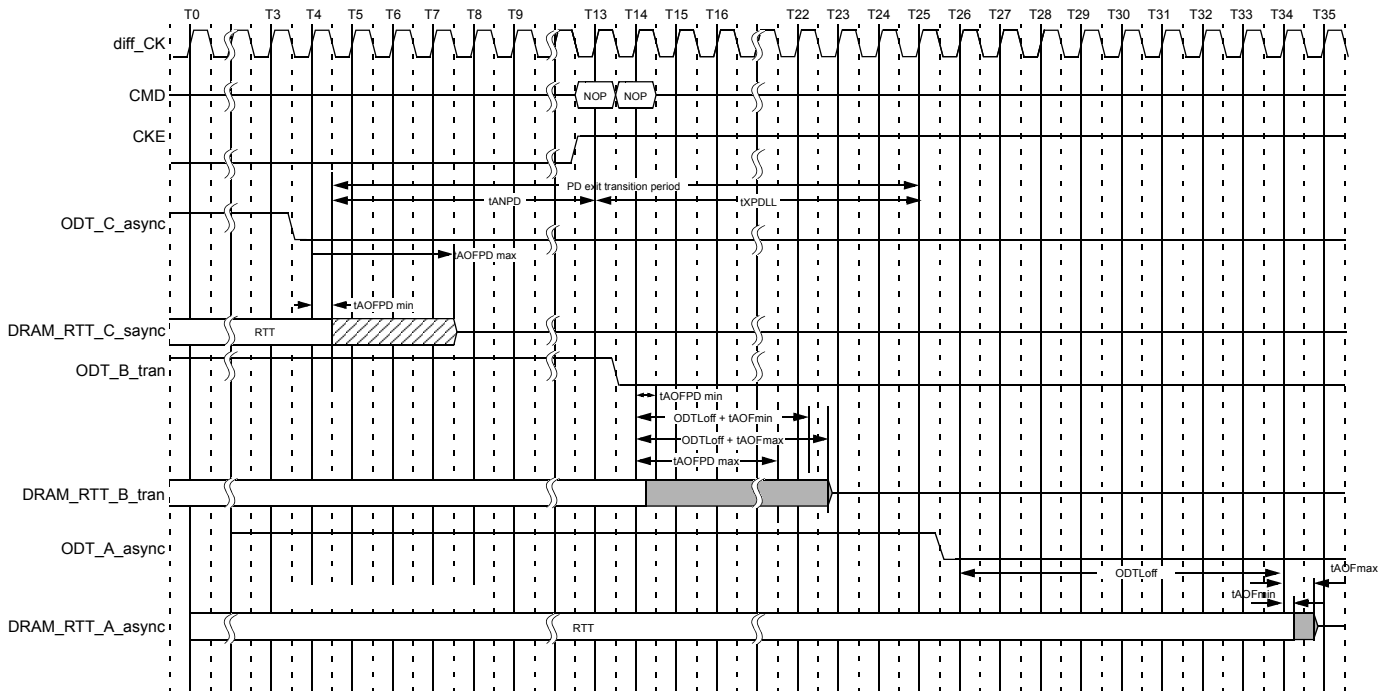 T0 T3 T4 T5 T6 T7 T8 T9 T13 T14 T15 T16 T22 T23 T24 T25 T26 T27 T28 T29 T30 T31 T32 T33 T34 T35
diff_CK
CMD NOP NOP
CKE
PD exit transition period
tANPD tXPDLL
ODT_C_async
tAOFPD max
tAOFPD min
DRAM_RTT_C_sync RTT
ODT_B_tran
tAOFPD min
ODTLoff + tAOFmin
ODTLoff + tAOFmax
tAOFPD max
DRAM_RTT_B_tran
ODT_A_async
ODTLoff tAOFmax
tAOFmin
DRAM_RTT_A_async RTT